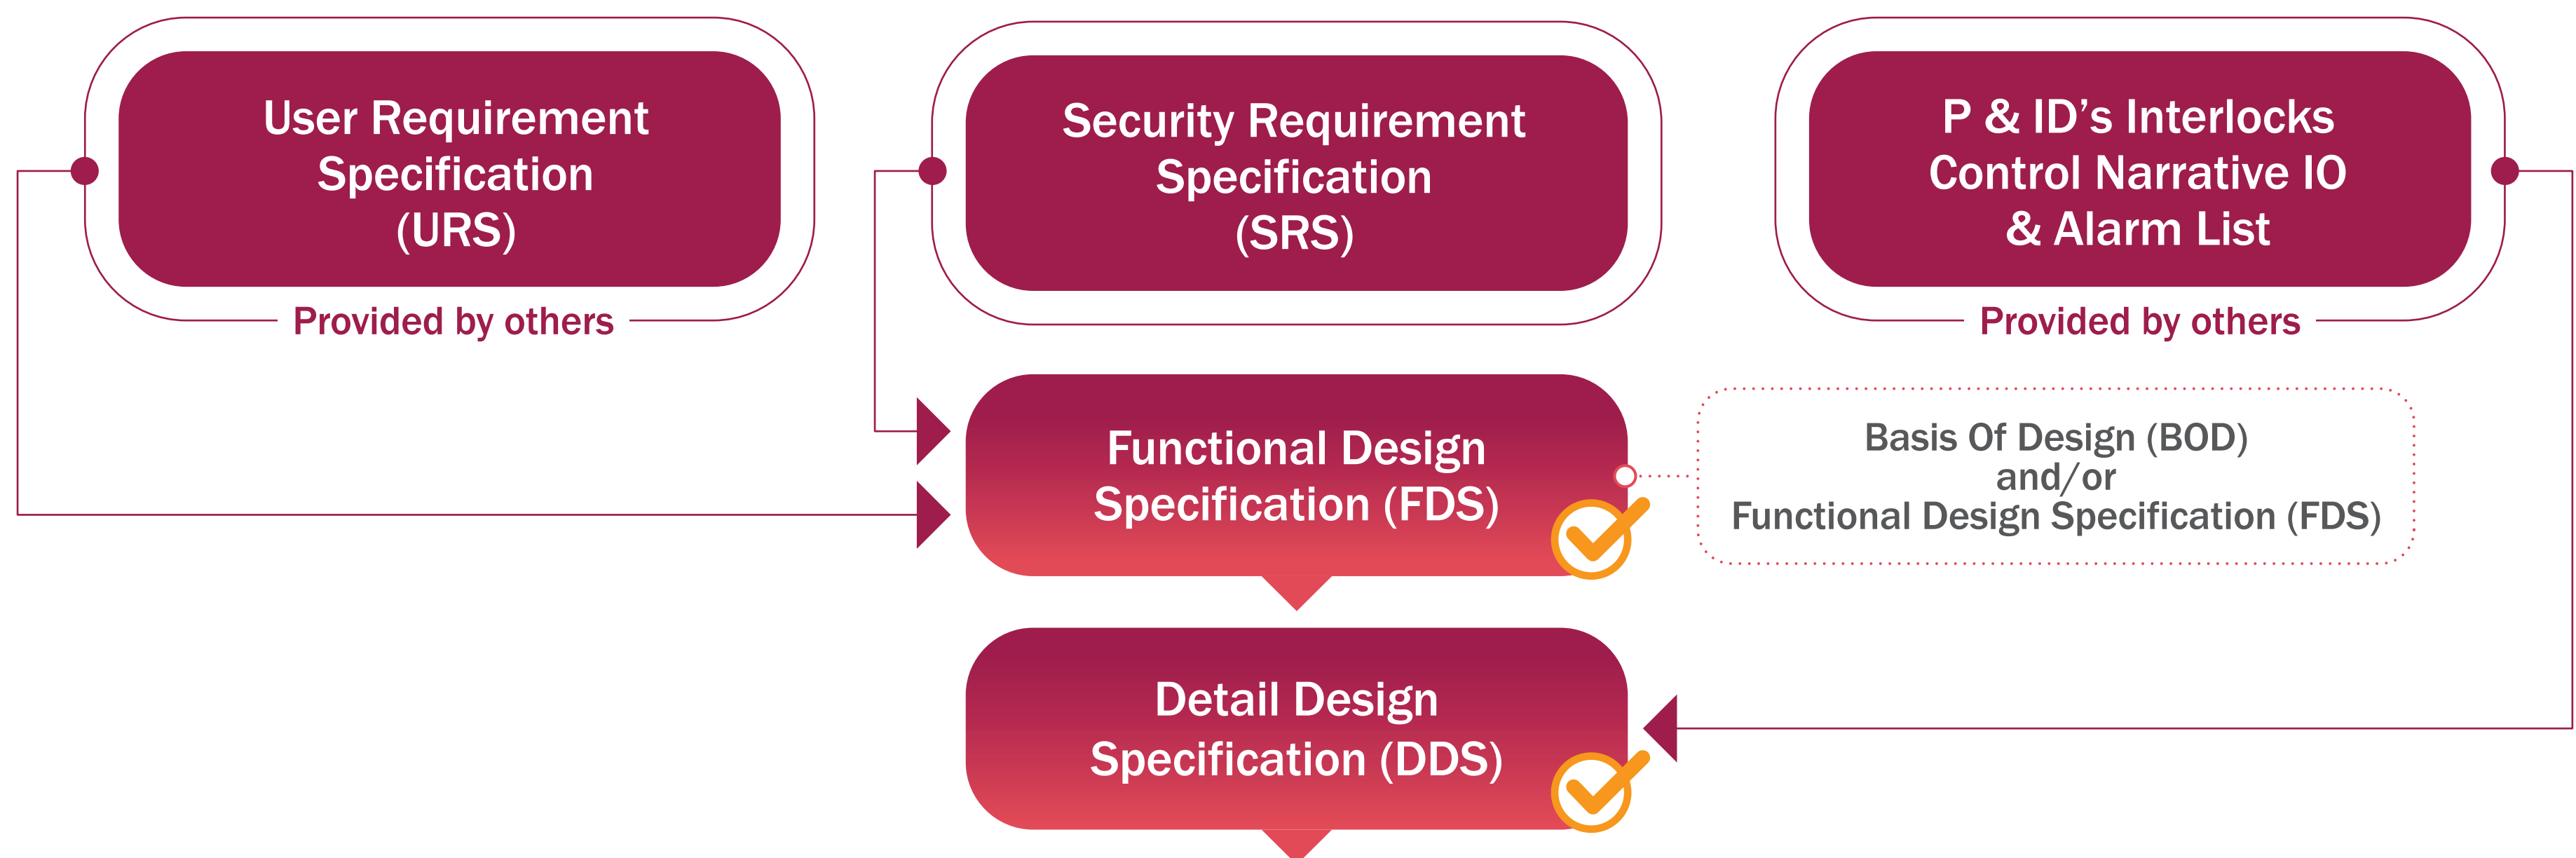 User Requirement
Specification
(URS)
Provided by others
Security Requirement
Specification
(SRS)
P & ID’s Interlocks
Control Narrative IO
& Alarm List
Provided by others
Functional Design
Specification (FDS)
Basis Of Design (BOD)
and/or
Functional Design Specification (FDS)
Detail Design
Specification (DDS)